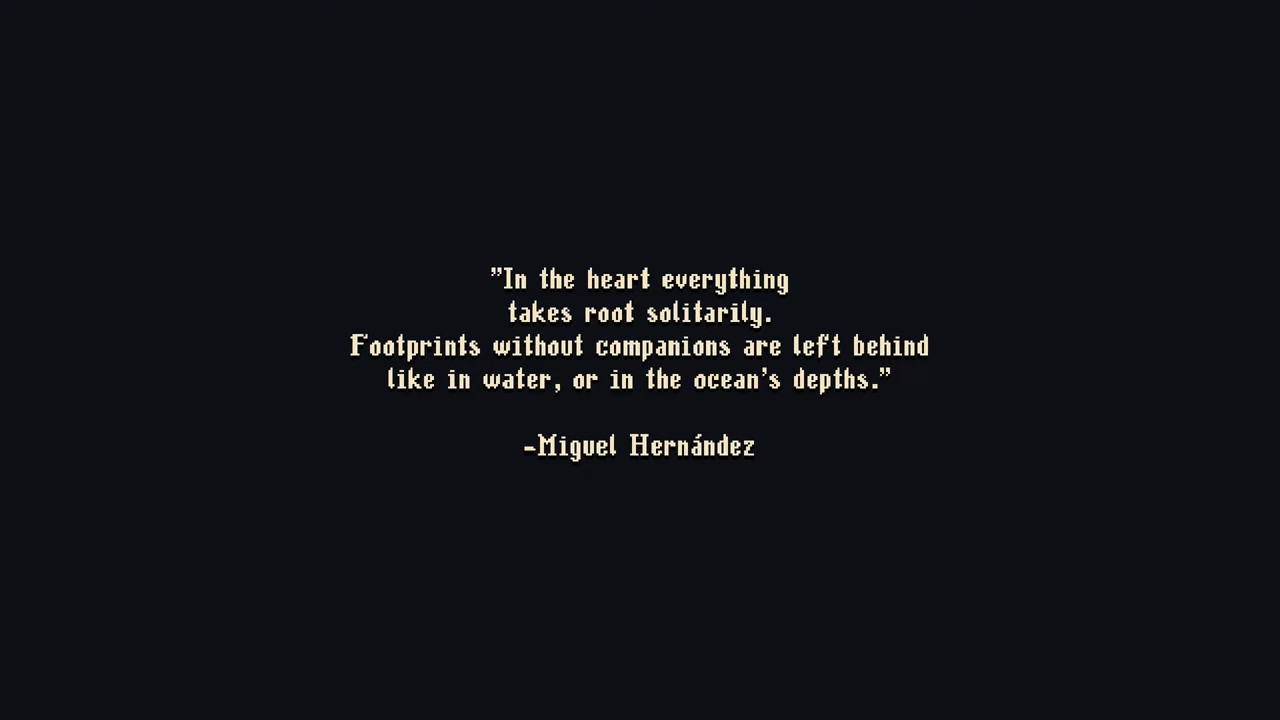 "In the heart everything
takes root solitarily.
Footprints without companions are left behind
like in water, or in the ocean's depths."
-Miguel Hernández